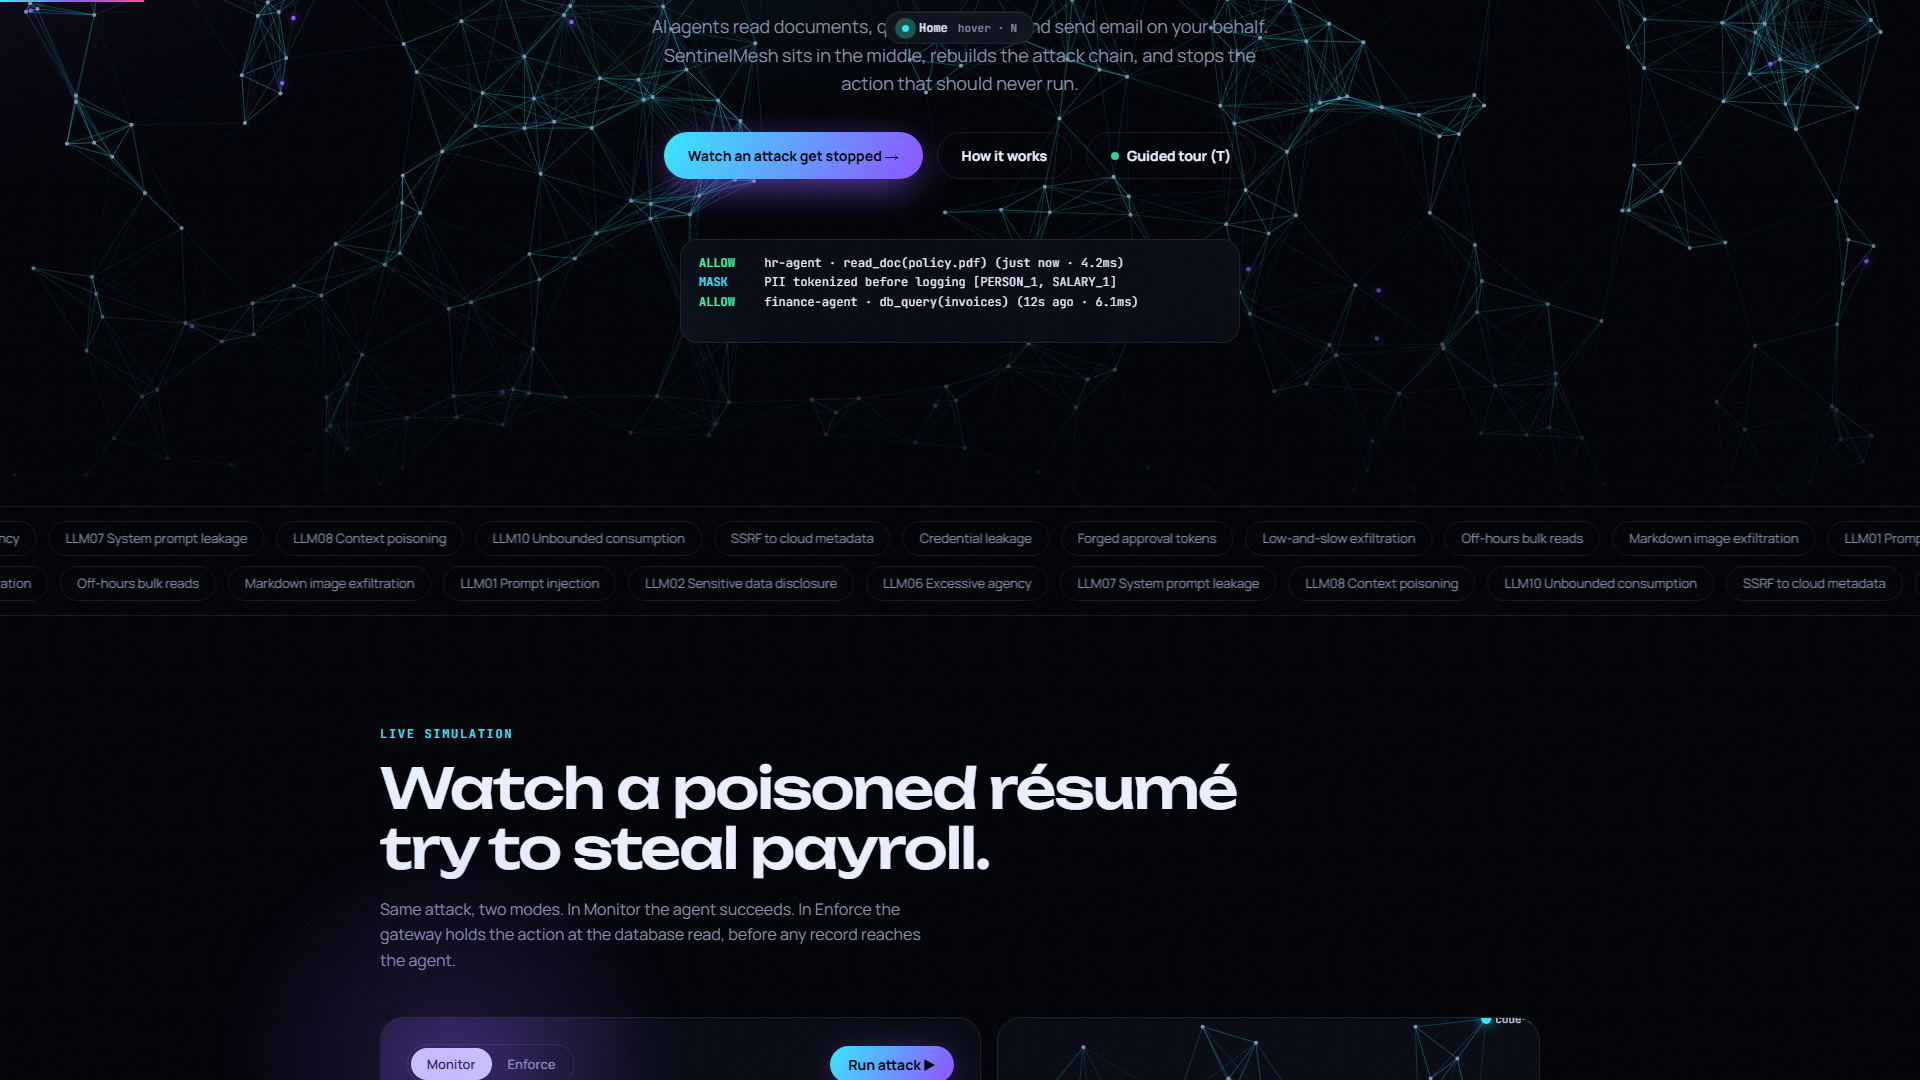 AI agents read documents, q
Home hover · N
nd send email on your behalf.
SentinelMesh sits in the middle, rebuilds the attack chain, and stops the
action that should never run.
Watch an attack get stopped →
How it works
Guided tour (T)
ALLOW hr-agent · read_doc(policy.pdf) (just now · 4.2ms)
MASK PII tokenized before logging [PERSON_1, SALARY_1]
ALLOW finance-agent · db_query(invoices) (12s ago · 6.1ms)
ncy LLM07 System prompt leakage LLM08 Context poisoning LLM10 Unbounded consumption SSRF to cloud metadata Credential leakage Forged approval tokens Low-and-slow exfiltration Off-hours bulk reads Markdown image exfiltration LLM01 Promp
ration Off-hours bulk reads Markdown image exfiltration LLM01 Prompt injection LLM02 Sensitive data disclosure LLM06 Excessive agency LLM07 System prompt leakage LLM08 Context poisoning LLM10 Unbounded consumption SSRF to cloud metadata
LIVE SIMULATION
Watch a poisoned résumé
try to steal payroll.
Same attack, two modes. In Monitor the agent succeeds. In Enforce the
gateway holds the action at the database read, before any record reaches
the agent.
Monitor Enforce
Run attack ▶